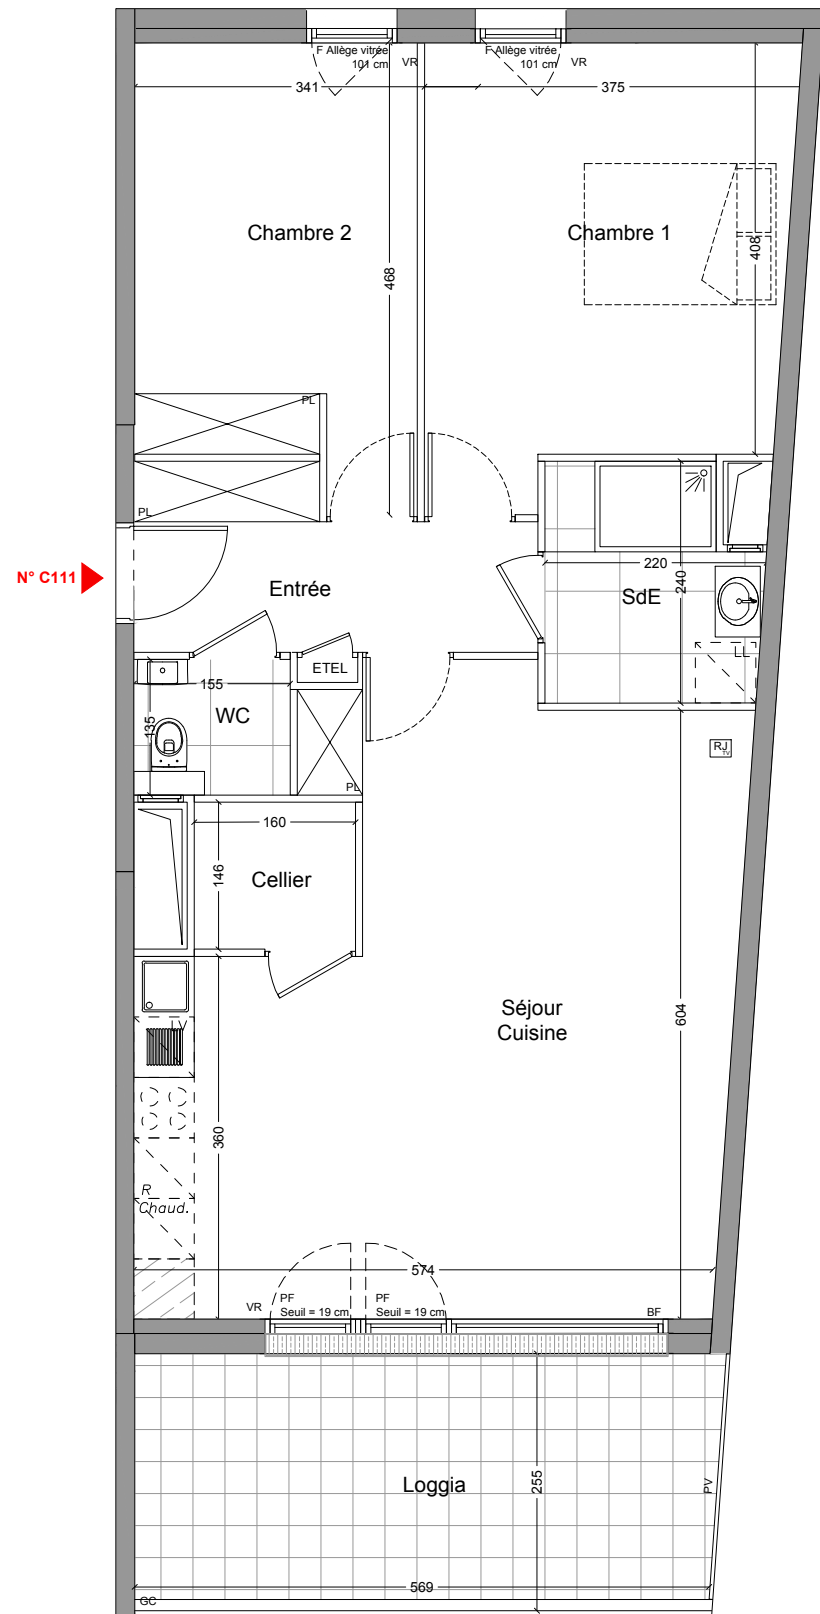 F Allège vitrée
101 cm
VR
F Allège vitrée
101 cm
VR
341
375
Chambre 2
Chambre 1
468
408
PL
PL
N° C111
Entrée
220
240
SdE
LL
ETEL
155
135
WC
PL
RJ
TV
160
146
Cellier
Séjour
Cuisine
604
LV
360
R
Chaud.
574
VR
PF
Seuil = 19 cm
PF
Seuil = 19 cm
BF
Loggia
255
PV
569
GC